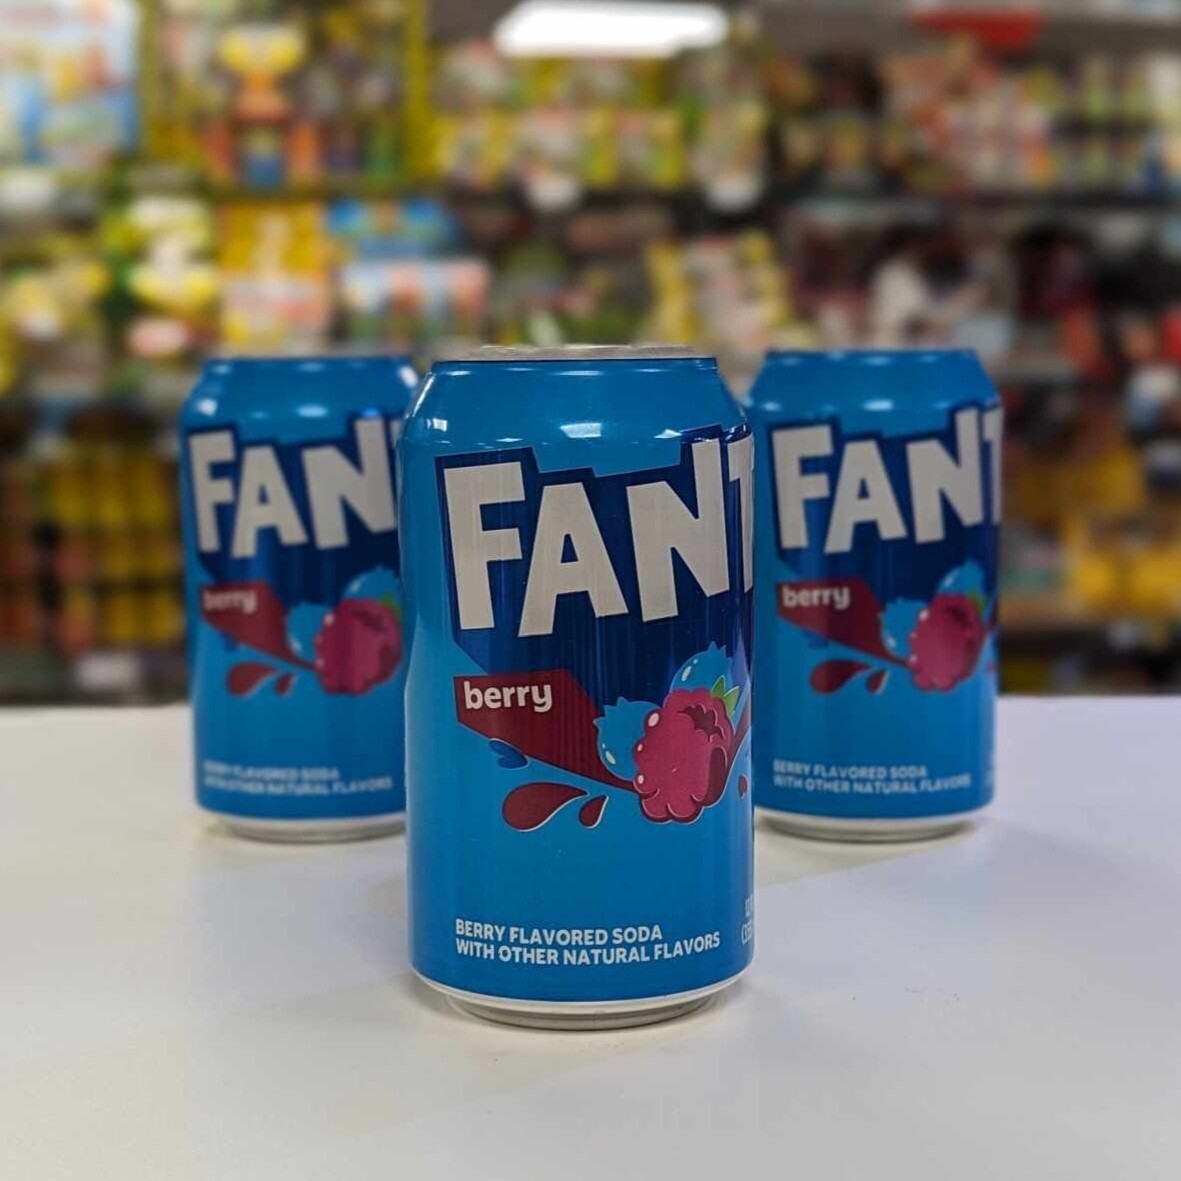 FAN
FANT
FANT
berry
berry
berry
BERRY FLAVORED SODA
WITH OTHER NATURAL FLAVORS
BERRY FLAVORED SODA
WITH OTHER NATURAL FLAVORS
BERRY FLAVORED SODA
WITH OTHER NATURAL FLAVORS